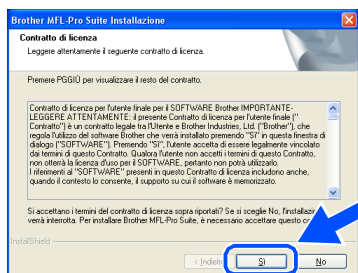 Brother MFL-Pro Suite Installazione
Contratto di licenza
Leggere attentamente il seguente contratto di licenza.
Premere PGGIÙ per visualizzare il resto del contratto.
Contratto di licenza per l'utente finale per il SOFTWARE Brother IMPORTANTE-
LEGGERE ATTENTAMENTE: il presente Contratto di licenza per l'utente finale ("
Contratto") è un contratto legale tra l'Utente e Brother Industries, Ltd. ("Brother"), che
regola l'utilizzo del software Brother che verrà installato premendo "Sì" in questa finestra di
dialogo ("SOFTWARE"). Premendo "Sì", l'utente accetta di essere legalmente vincolato
dai termini di questo Contratto. Qualora l'utente non accetti i termini di questo Contratto,
non otterrà la licenza d'uso per il SOFTWARE, pertanto non potrà utilizzarlo.
I riferimenti al "SOFTWARE" presenti in questo Contratto di licenza includono anche,
quando il contesto lo consente, il supporto su cui il software è memorizzato.
Si accettano i termini del contratto di licenza sopra riportati? Se si sceglie No, l'installazio
verrà interrotta. Per installare Brother MFL-Pro Suite, è necessario accettare questo co
InstallShield
< Indietr
Sì
No